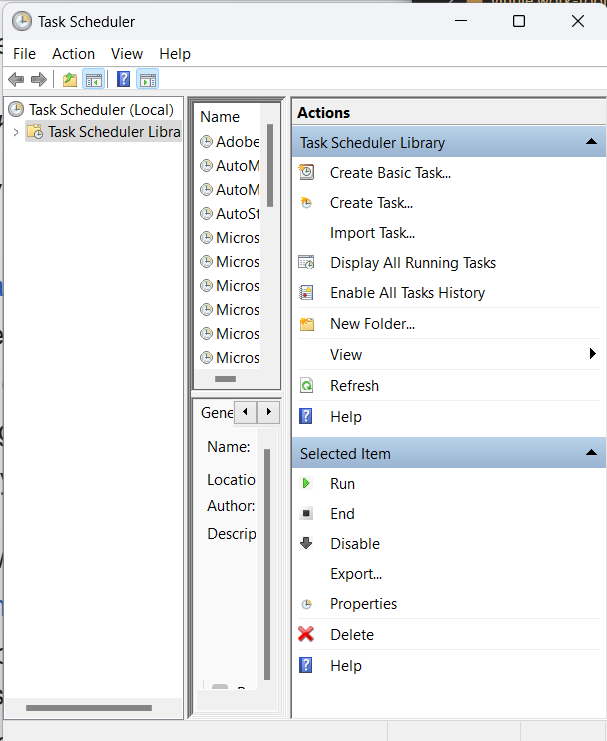 Task Scheduler
File Action View Help
Task Scheduler (Local)
Task Scheduler Libra
Name
Adobe
AutoM
AutoM
AutoSt
Micros
Micros
Micros
Micros
Micros
Micros
Gene
Name:
Locatio
Author:
Descrip
Actions
Task Scheduler Library
Create Basic Task...
Create Task...
Import Task...
Display All Running Tasks
Enable All Tasks History
New Folder...
View
Refresh
Help
Selected Item
Run
End
Disable
Export...
Properties
Delete
Help